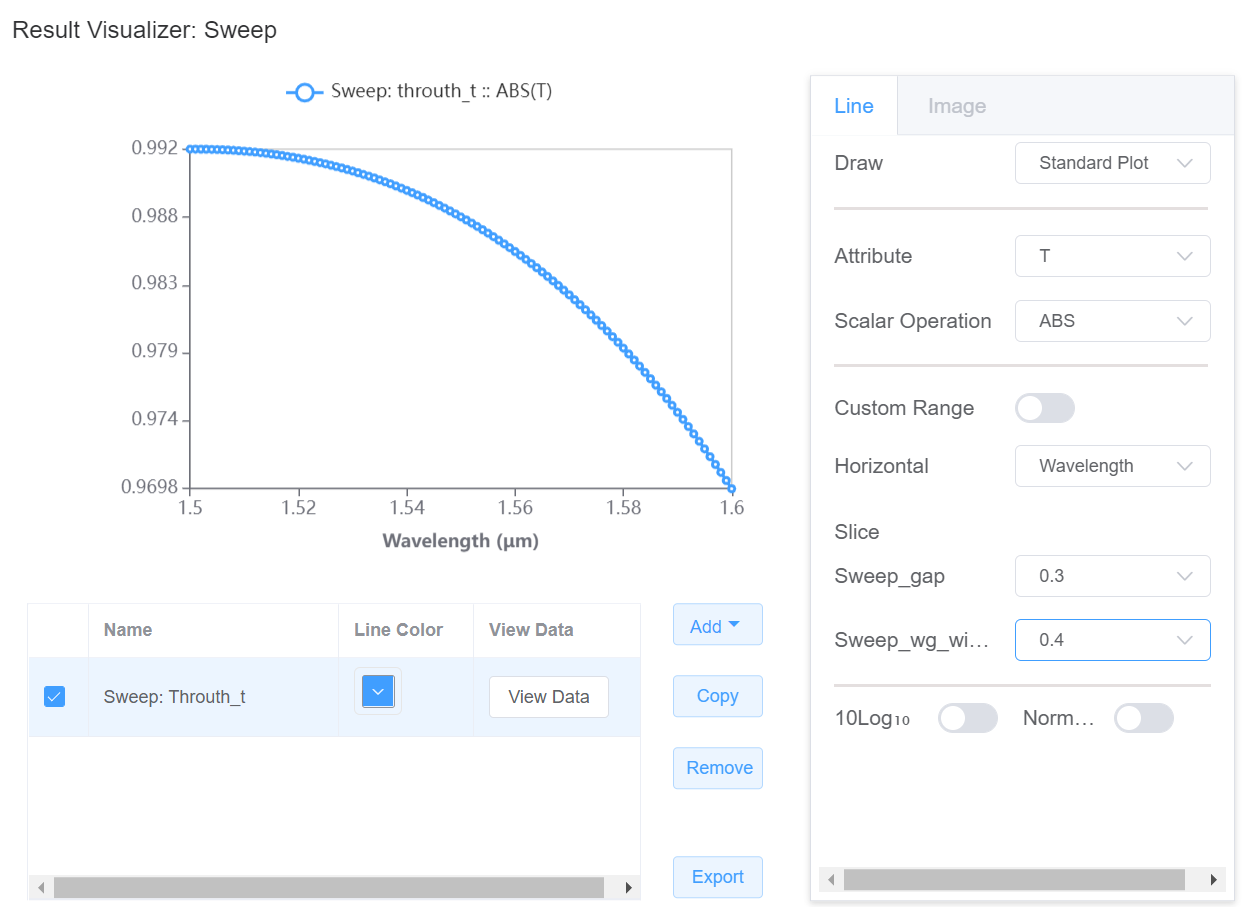 Result Visualizer: Sweep
Sweep: throuth_t :: ABS(T)
0.992
0.988
0.983
0.979
0.974
0.9698
1.5 1.52 1.54 1.56 1.58 1.6
Wavelength (μm)
Name Line Color View Data
Sweep: Throuth_t View Data
Add
Copy
Remove
Export
Line Image
Draw Standard Plot
Attribute T
Scalar Operation ABS
Custom Range
Horizontal Wavelength
Slice
Sweep_gap 0.3
Sweep_wg_wi... 0.4
10Log₁₀ Norm...